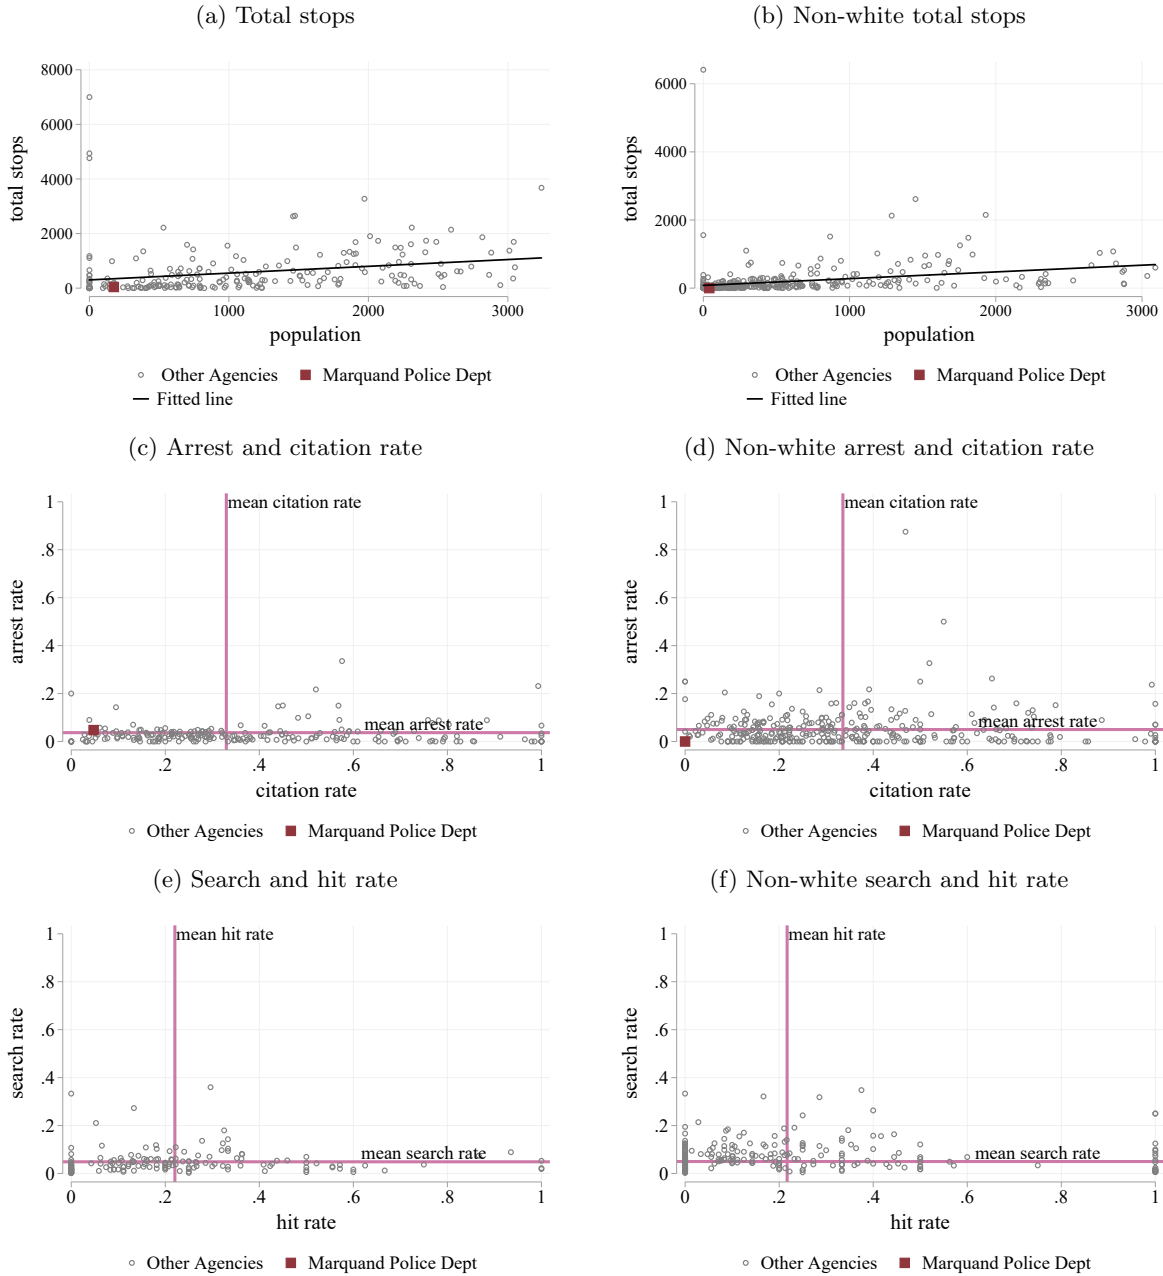 (a) Total stops
(b) Non-white total stops
8000
6000
4000
2000
0
total stops
0 1000 2000 3000
population
6000
4000
2000
0
total stops
0 1000 2000 3000
population
Other Agencies Marquand Police Dept
Fitted line
Other Agencies Marquand Police Dept
Fitted line
(c) Arrest and citation rate
(d) Non-white arrest and citation rate
1
.8
.6
.4
.2
0
arrest rate
mean citation rate
mean arrest rate
0 .2 .4 .6 .8 1
citation rate
1
.8
.6
.4
.2
0
arrest rate
mean citation rate
mean arrest rate
0 .2 .4 .6 .8 1
citation rate
Other Agencies Marquand Police Dept
Other Agencies Marquand Police Dept
(e) Search and hit rate
(f) Non-white search and hit rate
1
.8
.6
.4
.2
0
search rate
mean hit rate
mean search rate
0 .2 .4 .6 .8 1
hit rate
1
.8
.6
.4
.2
0
search rate
mean hit rate
mean search rate
0 .2 .4 .6 .8 1
hit rate
Other Agencies Marquand Police Dept
Other Agencies Marquand Police Dept